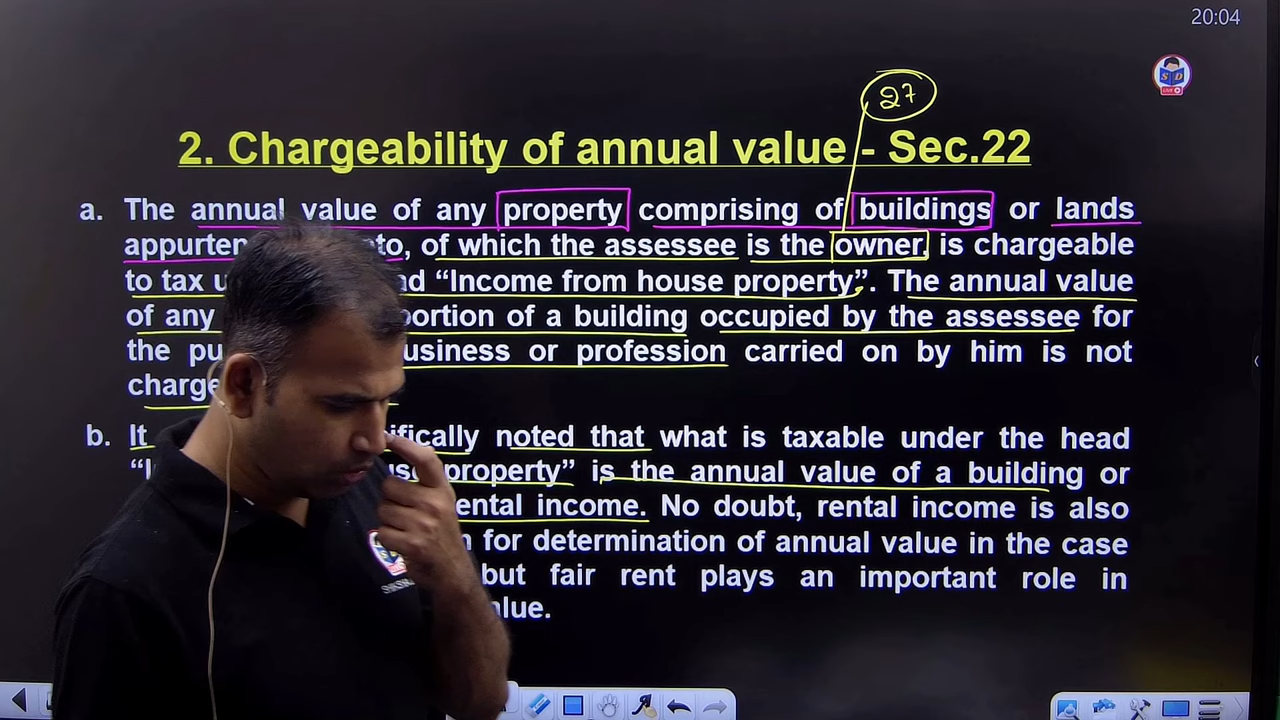 20:04
27
S D
LIVE
2. Chargeability of annual value - Sec.22
a. The annual value of any property comprising of buildings or lands
appurten to, of which the assessee is the owner, is chargeable
to tax u nd “Income from house property”. The annual value
of any portion of a building occupied by the assessee for
the pu usiness or profession carried on by him is not
charge
b. It ifically noted that what is taxable under the head
“I use property” is the annual value of a building or
ental income. No doubt, rental income is also
n for determination of annual value in the case
but fair rent plays an important role in
alue.